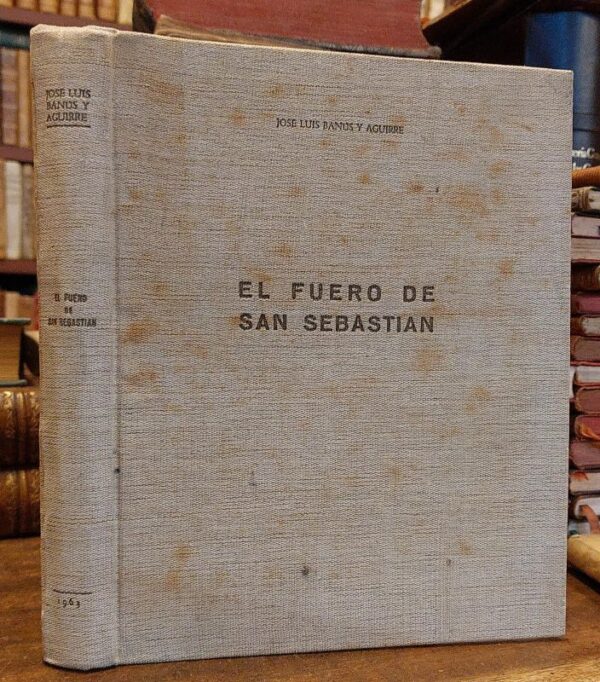 JOSE LUIS
BANUS Y
AGUIRRE
EL FUERO
DE
SAN SEBASTIAN
1963
JOSE LUIS BANUS Y AGUIRRE
EL FUERO DE
SAN SEBASTIAN